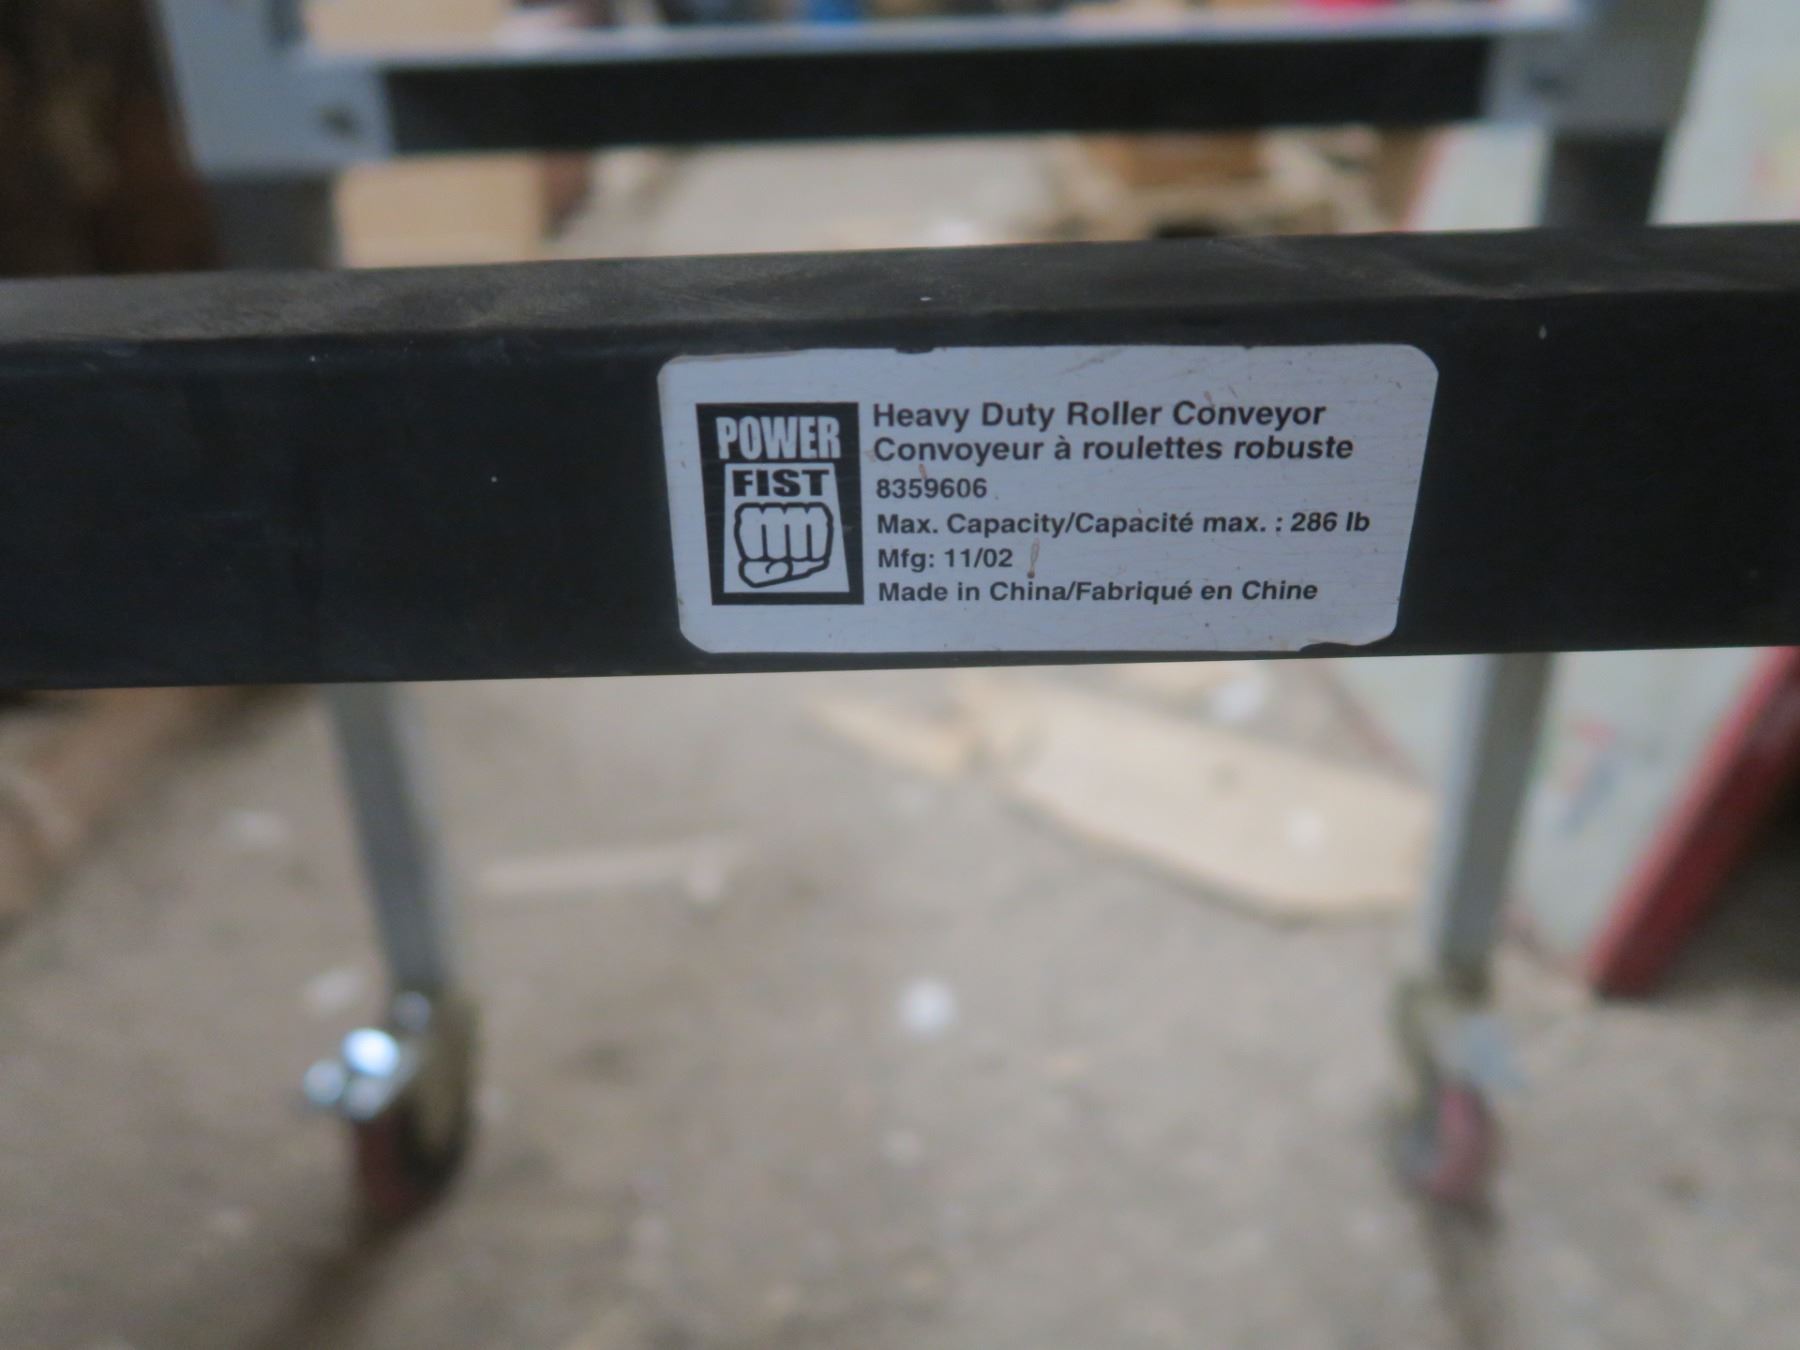 POWER
FIST
Heavy Duty Roller Conveyor
Convoyeur à roulettes robuste
8359606
Max. Capacity/Capacité max. : 286 lb
Mfg: 11/02
Made in China/Fabriqué en Chine